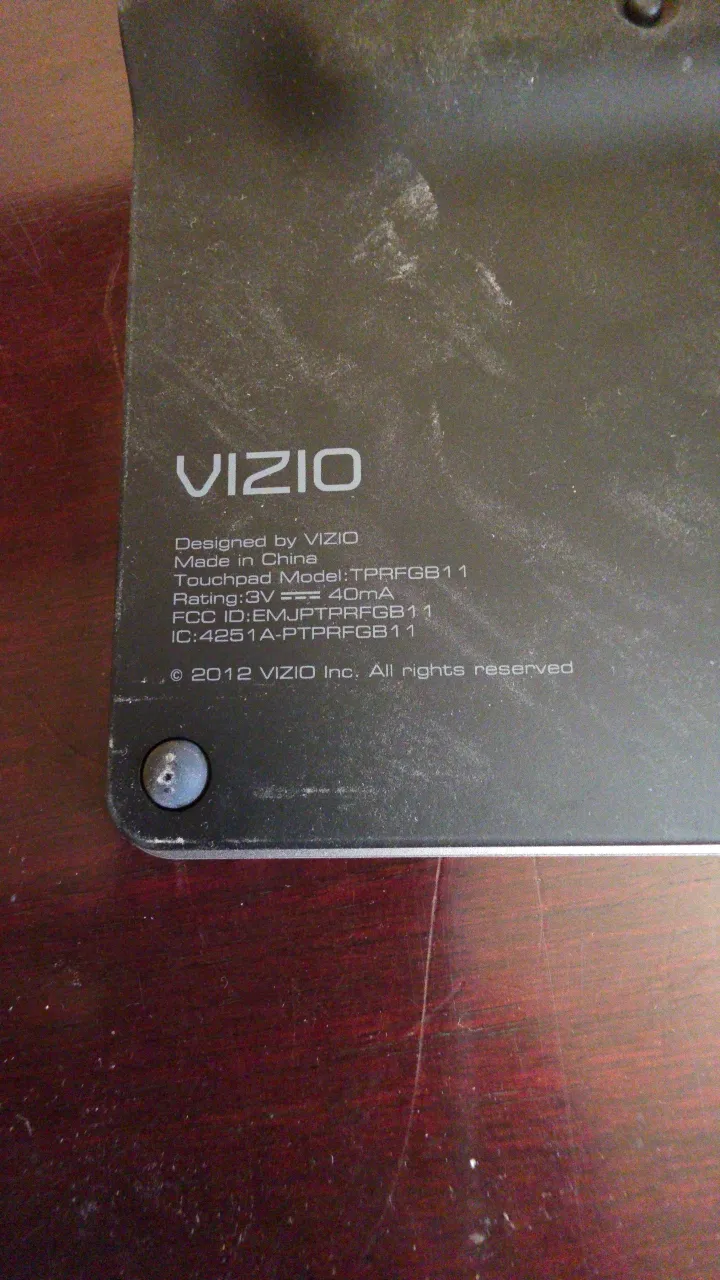 VIZIO
Designed by VIZIO
Made in China
Touchpad Model:TPRFGB11
Rating:3V ⎓ 40mA
FCC ID:EMJPTPRFGB11
IC:4251A-PTPRFGB11
© 2012 VIZIO Inc. All rights reserved